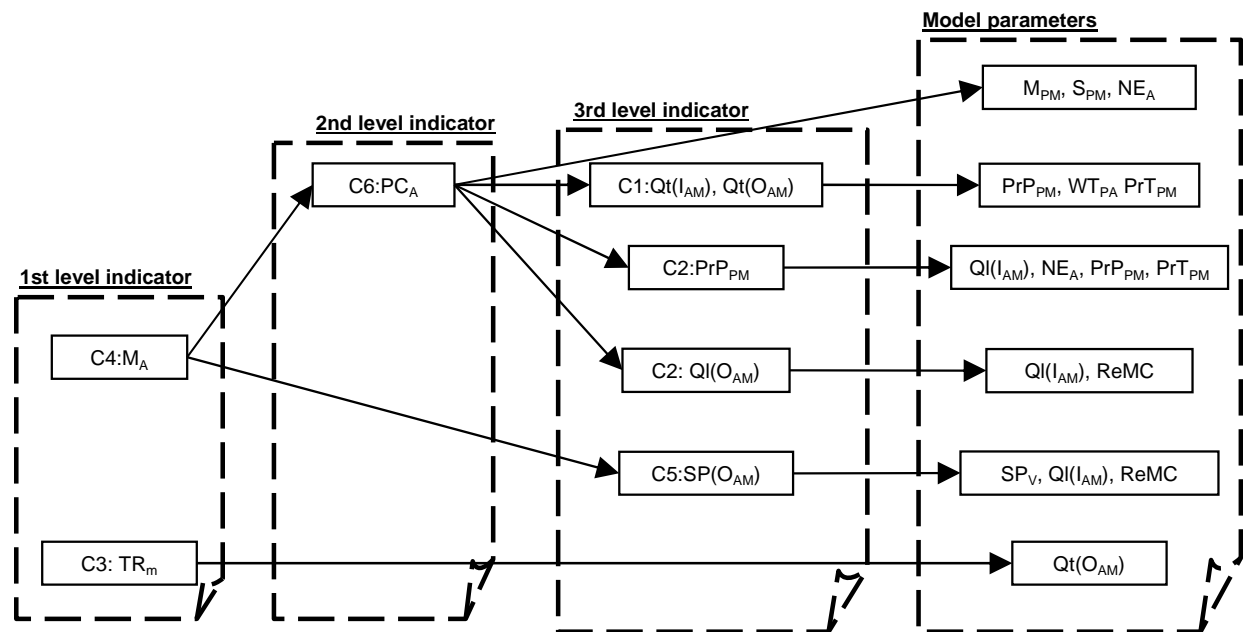 Model parameters
M_PM, S_PM, NE_A
2nd level indicator
3rd level indicator
C6:PC_A
C1:Qt(I_AM), Qt(O_AM)
PrP_PM, WT_PA PrT_PM
C2:PrP_PM
Ql(I_AM), NE_A, PrP_PM, PrT_PM
1st level indicator
C4:M_A
C2: Ql(O_AM)
Ql(I_AM), ReMC
C5:SP(O_AM)
SP_V, Ql(I_AM), ReMC
C3: TR_m
Qt(O_AM)